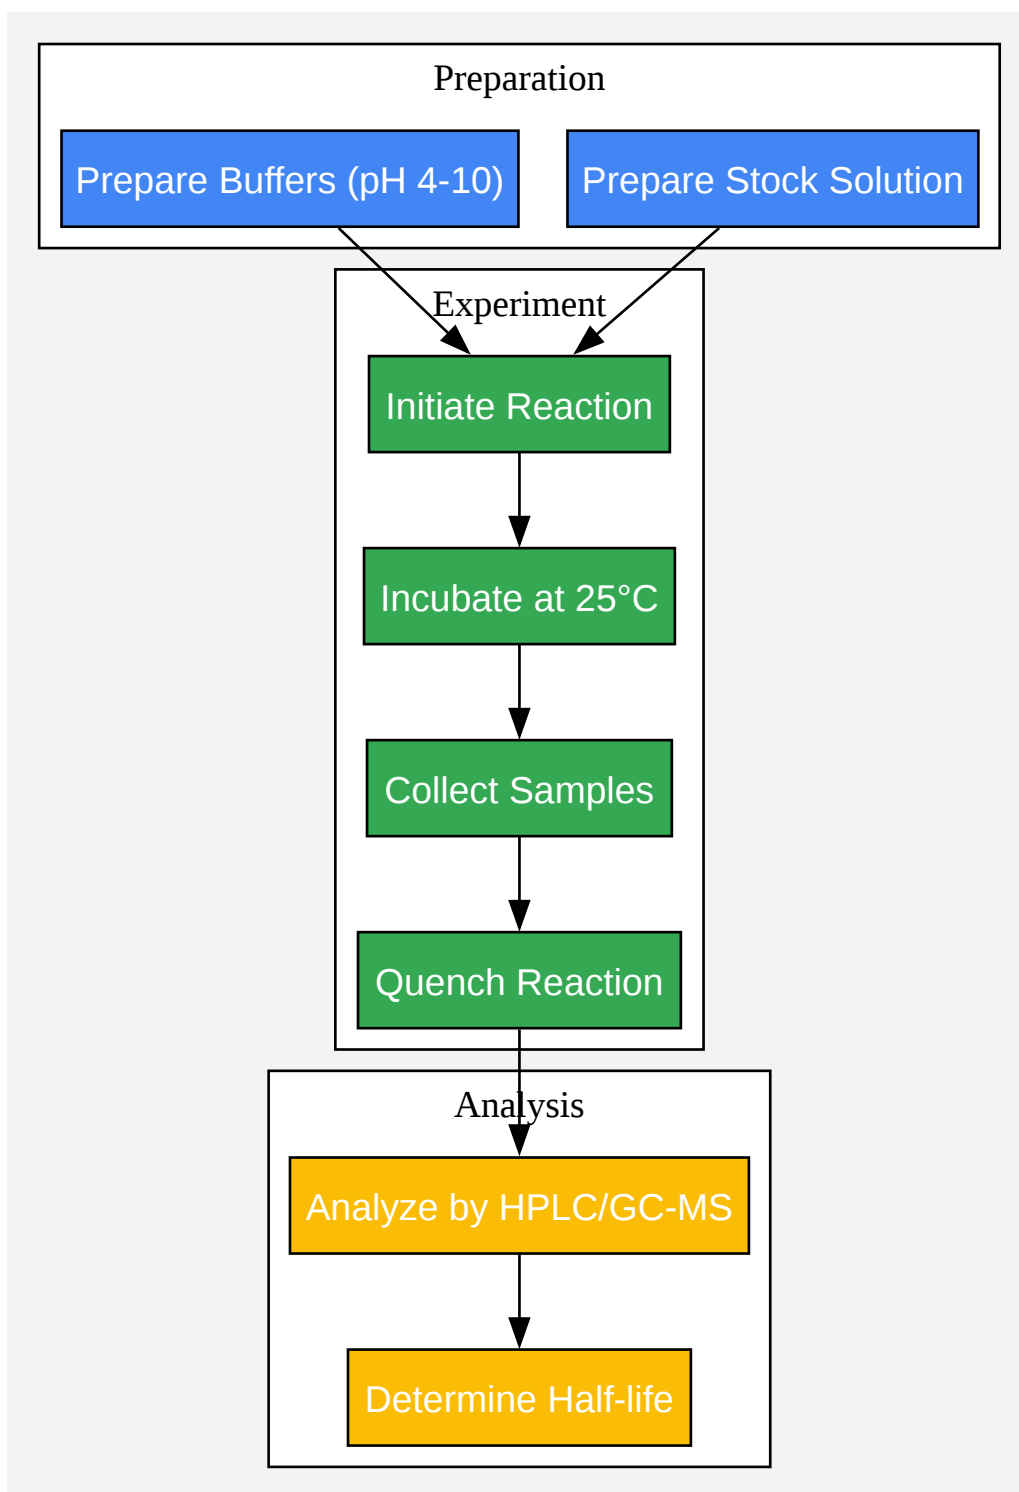 Preparation
Prepare Buffers (pH 4-10)
Prepare Stock Solution
Experiment
Initiate Reaction
Incubate at 25°C
Collect Samples
Quench Reaction
Analysis
Analyze by HPLC/GC-MS
Determine Half-life